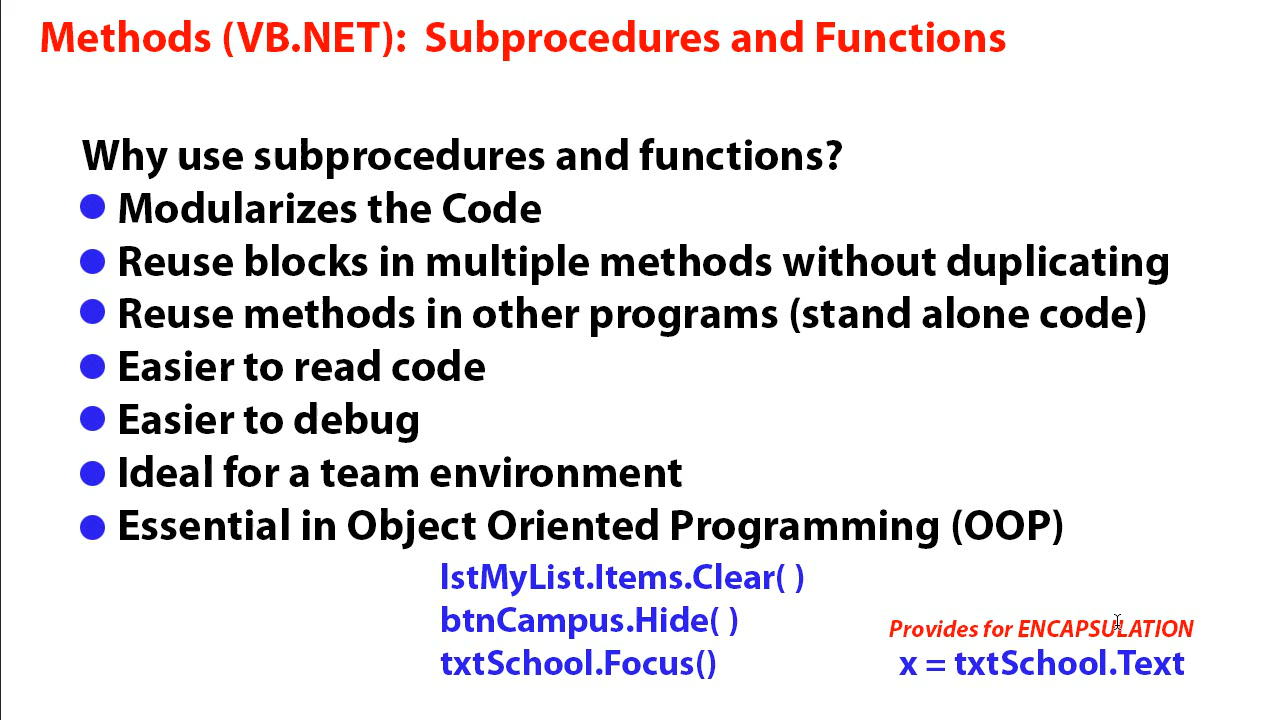 Methods (VB.NET): Subprocedures and Functions
Why use subprocedures and functions?
Modularizes the Code
Reuse blocks in multiple methods without duplicating
Reuse methods in other programs (stand alone code)
Easier to read code
Easier to debug
Ideal for a team environment
Essential in Object Oriented Programming (OOP)
lstMyList.Items.Clear( )
btnCampus.Hide( )
Provides for ENCAPSULATION
txtSchool.Focus()
x = txtSchool.Text